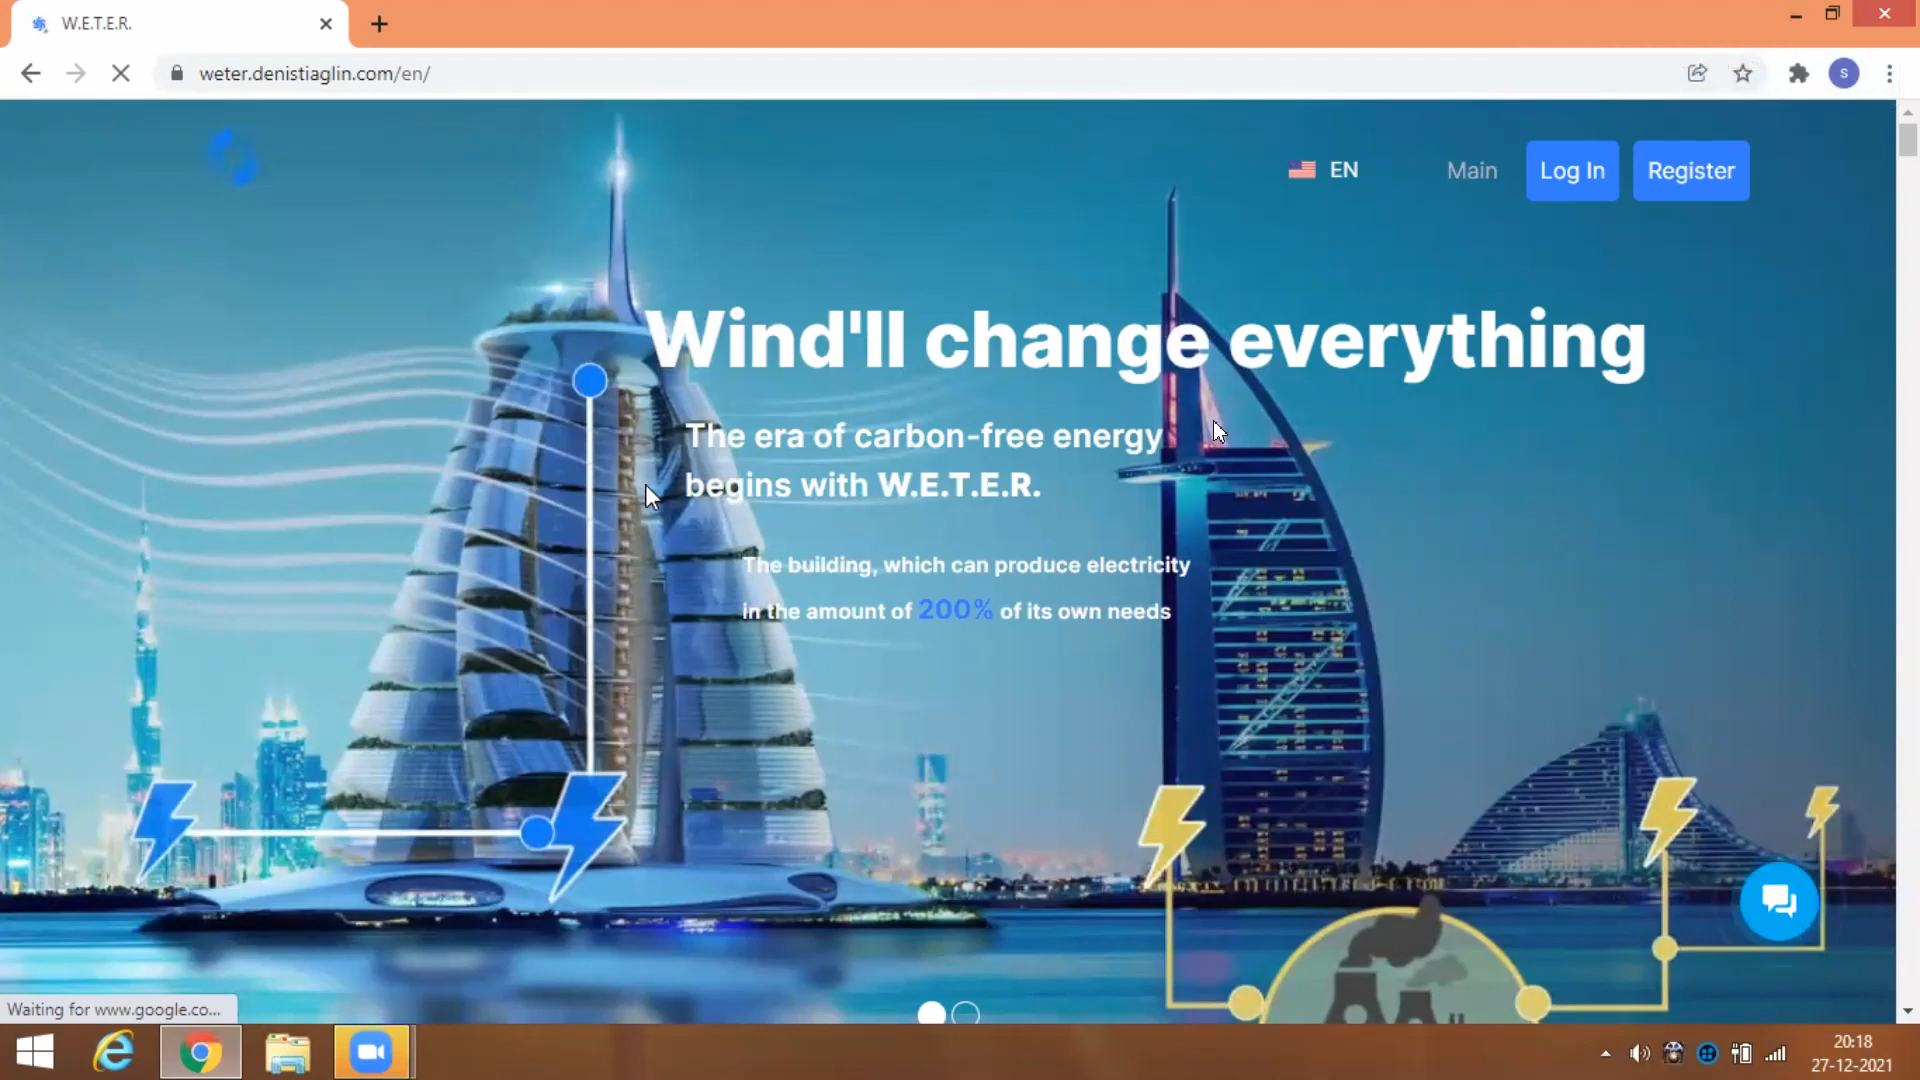 W.E.T.E.R.
weter.denistiaglin.com/en/
S
EN
Main
Log In
Register
Wind'll change everything
The era of carbon-free energy
begins with W.E.T.E.R.
The building, which can produce electricity
in the amount of 200% of its own needs
Waiting for www.google.co...
20:18
27-12-2021